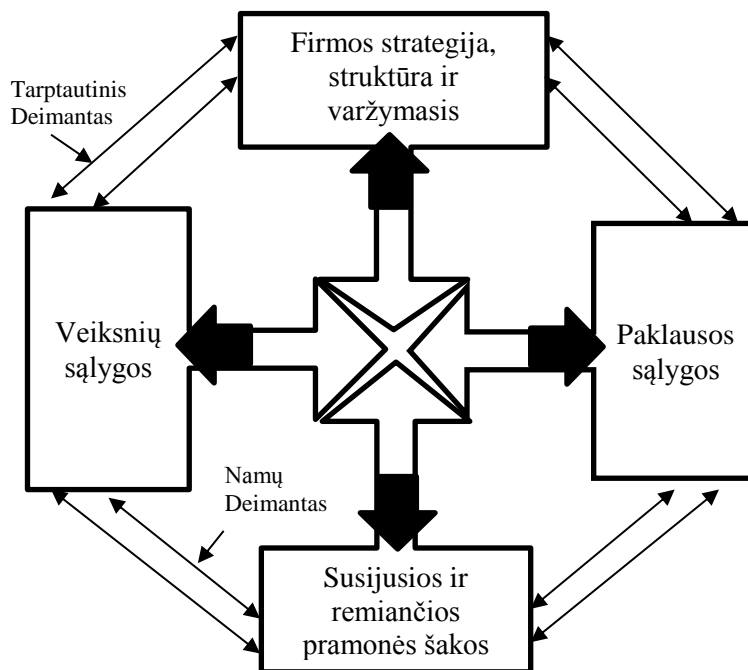 Firmos strategija,
struktūra ir
varžymasis
Tarptautinis
Deimantas
Veiksnių
sąlygos
Paklausos
sąlygos
Namų
Deimantas
Susijusios ir
remiančios
pramonės šakos